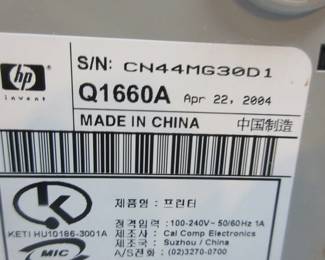 hp
invent
S/N: CN44MG30D1
Q1660A Apr 22, 2004
MADE IN CHINA 中国制造
KETI HU10186-3001A
MIC
제품명 : 프린터
정격입력 : 100-240V~ 50/60Hz 1A
제조사 : Cal Comp Electronics
제조국 : Suzhou / China
A/S전화 : (02)3270-0700